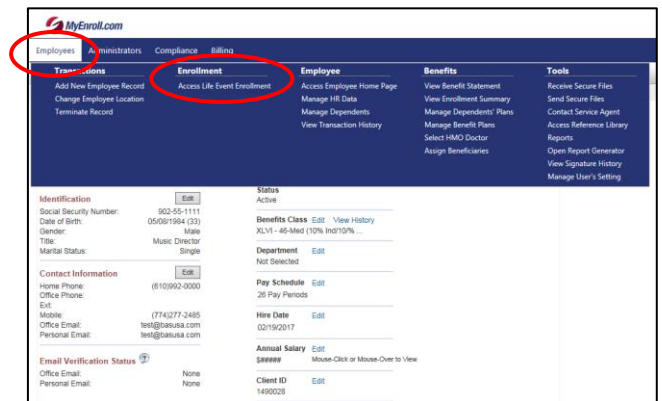 MyEnroll.com
Employees Administrators Compliance Billing
Transactions
Add New Employee Record
Change Employee Location
Terminate Record
Enrollment
Access Life Event Enrollment
Employee
Access Employee Home Page
Manage HR Data
Manage Dependents
View Transaction History
Benefits
View Benefit Statement
View Enrollment Summary
Manage Dependents' Plans
Manage Benefit Plans
Select HMO Doctor
Assign Beneficiaries
Tools
Receive Secure Files
Send Secure Files
Contact Service Agent
Access Reference Library
Reports
Open Report Generator
View Signature History
Manage User's Setting
Identification Edit
Social Security Number: 902-55-1111
Date of Birth: 05/08/1984 (33)
Gender: Male
Title: Music Director
Marital Status: Single
Contact Information Edit
Home Phone: (610)992-0000
Office Phone:
Ext:
Mobile: (774)277-2485
Office Email: test@basusa.com
Personal Email: test@basusa.com
Email Verification Status ?
Office Email: None
Personal Email: None
Status
Active
Benefits Class Edit View History
XLVI - 46-Med (10% Ind/10/% ...
Department Edit
Not Selected
Pay Schedule Edit
26 Pay Periods
Hire Date Edit
02/19/2017
Annual Salary Edit
$##### Mouse-Click or Mouse-Over to View
Client ID Edit
1490028